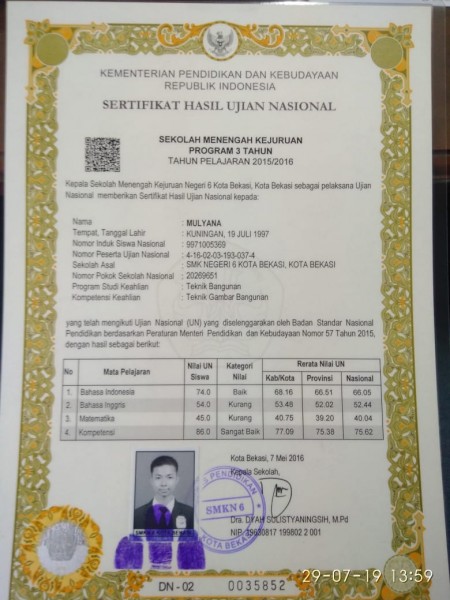 KEMENTERIAN PENDIDIKAN DAN KEBUDAYAAN
REPUBLIK INDONESIA
SERTIFIKAT HASIL UJIAN NASIONAL
SEKOLAH MENENGAH KEJURUAN
PROGRAM 3 TAHUN
TAHUN PELAJARAN 2015/2016
Kepala Sekolah Menengah Kejuruan Negeri 6 Kota Bekasi, Kota Bekasi sebagai pelaksana Ujian
Nasional memberikan Sertifikat Hasil Ujian Nasional kepada:
Nama : MULYANA
Tempat, Tanggal Lahir : KUNINGAN, 19 JULI 1997
Nomor Induk Siswa Nasional : 9971005369
Nomor Peserta Ujian Nasional : 4-16-02-03-193-037-4
Sekolah Asal : SMK NEGERI 6 KOTA BEKASI, KOTA BEKASI
Nomor Pokok Sekolah Nasional : 20269651
Program Studi Keahlian : Teknik Bangunan
Kompetensi Keahlian : Teknik Gambar Bangunan
yang telah mengikuti Ujian Nasional (UN) yang diselenggarakan oleh Badan Standar Nasional
Pendidikan berdasarkan Peraturan Menteri Pendidikan dan Kebudayaan Nomor 57 Tahun 2015,
dengan hasil sebagai berikut:
No Mata Pelajaran Nilai UN Siswa Kategori Nilai Rerata Nilai UN
Kab/Kota Provinsi Nasional
1. Bahasa Indonesia 74.0 Baik 68.16 66.51 66.05
2. Bahasa Inggris 54.0 Kurang 53.48 52.02 52.44
3. Matematika 45.0 Kurang 40.75 39.20 40.04
4. Kompetensi 86.0 Sangat Baik 77.09 75.38 75.62
Kota Bekasi, 7 Mei 2016
Kepala Sekolah,
PENDIDIKAN
SMKN 6
KOTA BEKASI
Dra. DYAH SULISTYANINGSIH, M.Pd
NIP. 19630817 199802 2 001
DN - 02 0035852
29-07-19 13:59